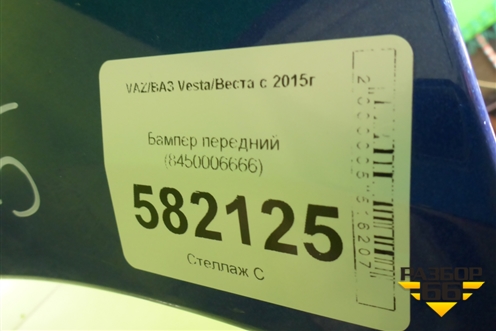 VAZ/ВАЗ Vesta/Веста с 2015г
Бампер передний
(8450006666)
582125
Стеллаж С
РАЗБОР
66